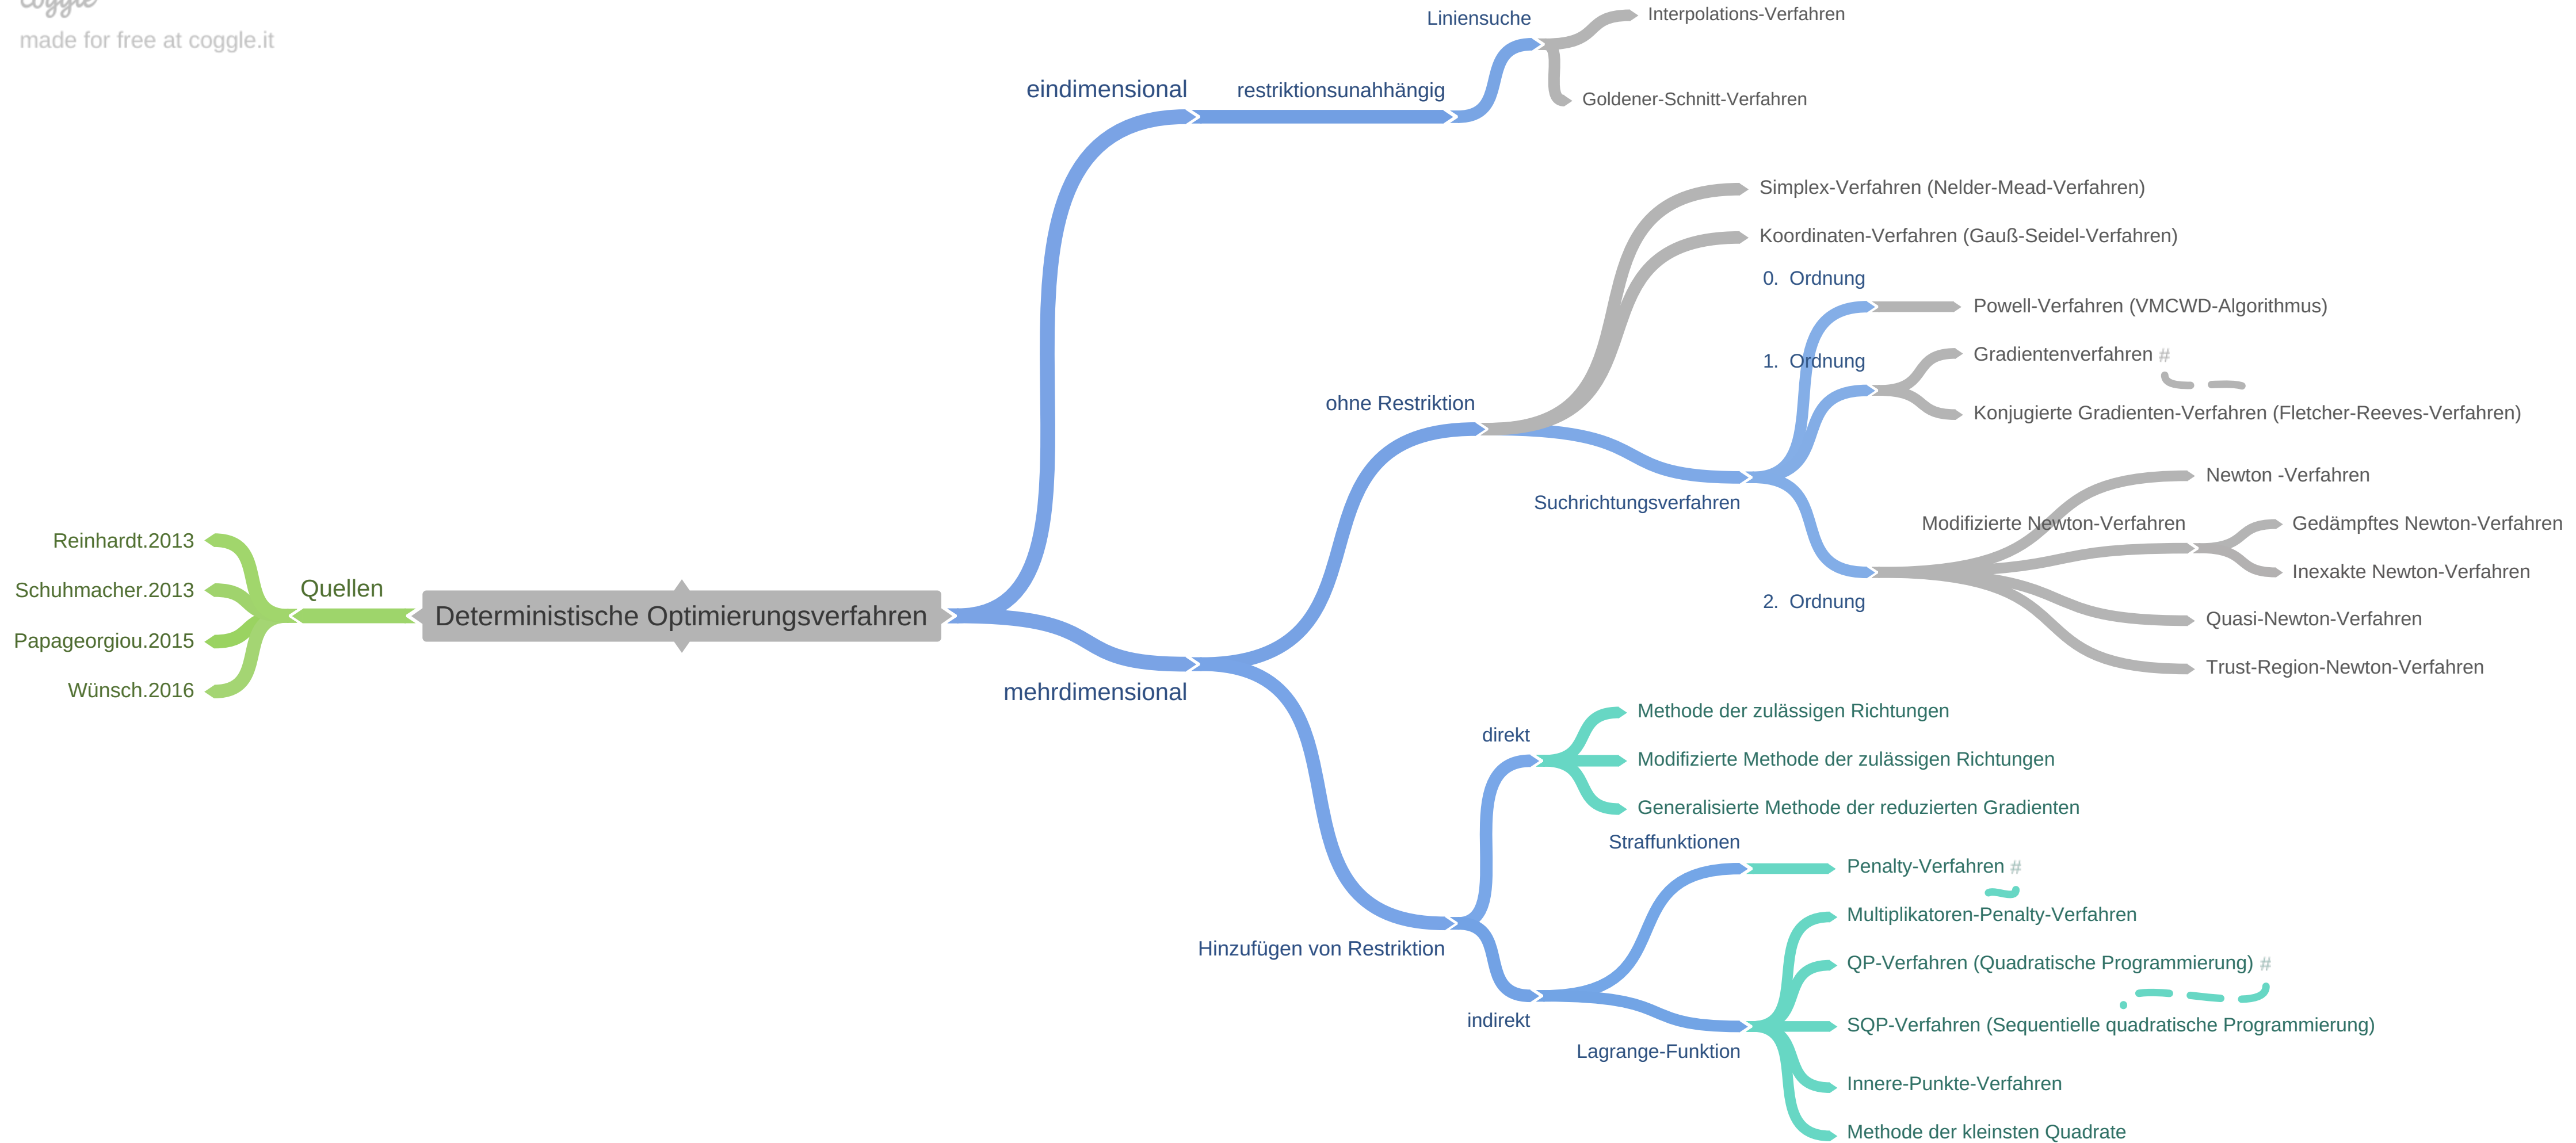 coggle
made for free at coggle.it
Liniensuche
Interpolations-Verfahren
eindimensional
restriktionsunahhängig
Goldener-Schnitt-Verfahren
Simplex-Verfahren (Nelder-Mead-Verfahren)
Koordinaten-Verfahren (Gauß-Seidel-Verfahren)
0. Ordnung
Powell-Verfahren (VMCWD-Algorithmus)
1. Ordnung
Gradientenverfahren #
ohne Restriktion
Konjugierte Gradienten-Verfahren (Fletcher-Reeves-Verfahren)
Suchrichtungsverfahren
Newton -Verfahren
Modifizierte Newton-Verfahren
Gedämpftes Newton-Verfahren
Inexakte Newton-Verfahren
2. Ordnung
Quasi-Newton-Verfahren
Trust-Region-Newton-Verfahren
Reinhardt.2013
Schuhmacher.2013
Quellen
Papageorgiou.2015
Wünsch.2016
Deterministische Optimierungsverfahren
mehrdimensional
direkt
Methode der zulässigen Richtungen
Modifizierte Methode der zulässigen Richtungen
Generalisierte Methode der reduzierten Gradienten
Straffunktionen
Penalty-Verfahren #
Hinzufügen von Restriktion
Multiplikatoren-Penalty-Verfahren
QP-Verfahren (Quadratische Programmierung) #
indirekt
SQP-Verfahren (Sequentielle quadratische Programmierung)
Lagrange-Funktion
Innere-Punkte-Verfahren
Methode der kleinsten Quadrate